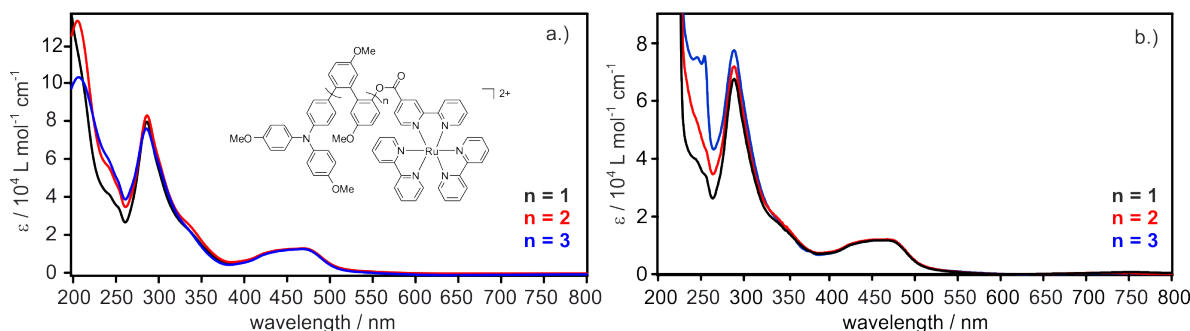 a.)
14
12
10
8
6
4
2
0
ε / 10⁴ L mol⁻¹ cm⁻¹
OMe
O
O
n
2+
MeO
N
MeO
OMe
N
N
N
Ru
N
N
N
n = 1
n = 2
n = 3
200 250 300 350 400 450 500 550 600 650 700 750 800
wavelength / nm
b.)
8
6
4
2
0
ε / 10⁴ L mol⁻¹ cm⁻¹
n = 1
n = 2
n = 3
200 250 300 350 400 450 500 550 600 650 700 750 800
wavelength / nm